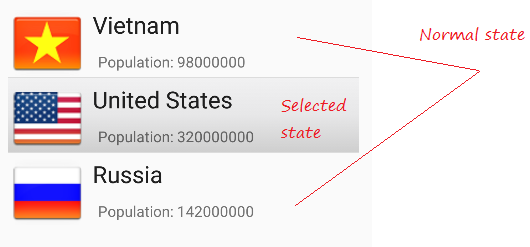 Vietnam
Population: 98000000
Normal state
United States
Population: 320000000
Selected
state
Russia
Population: 142000000